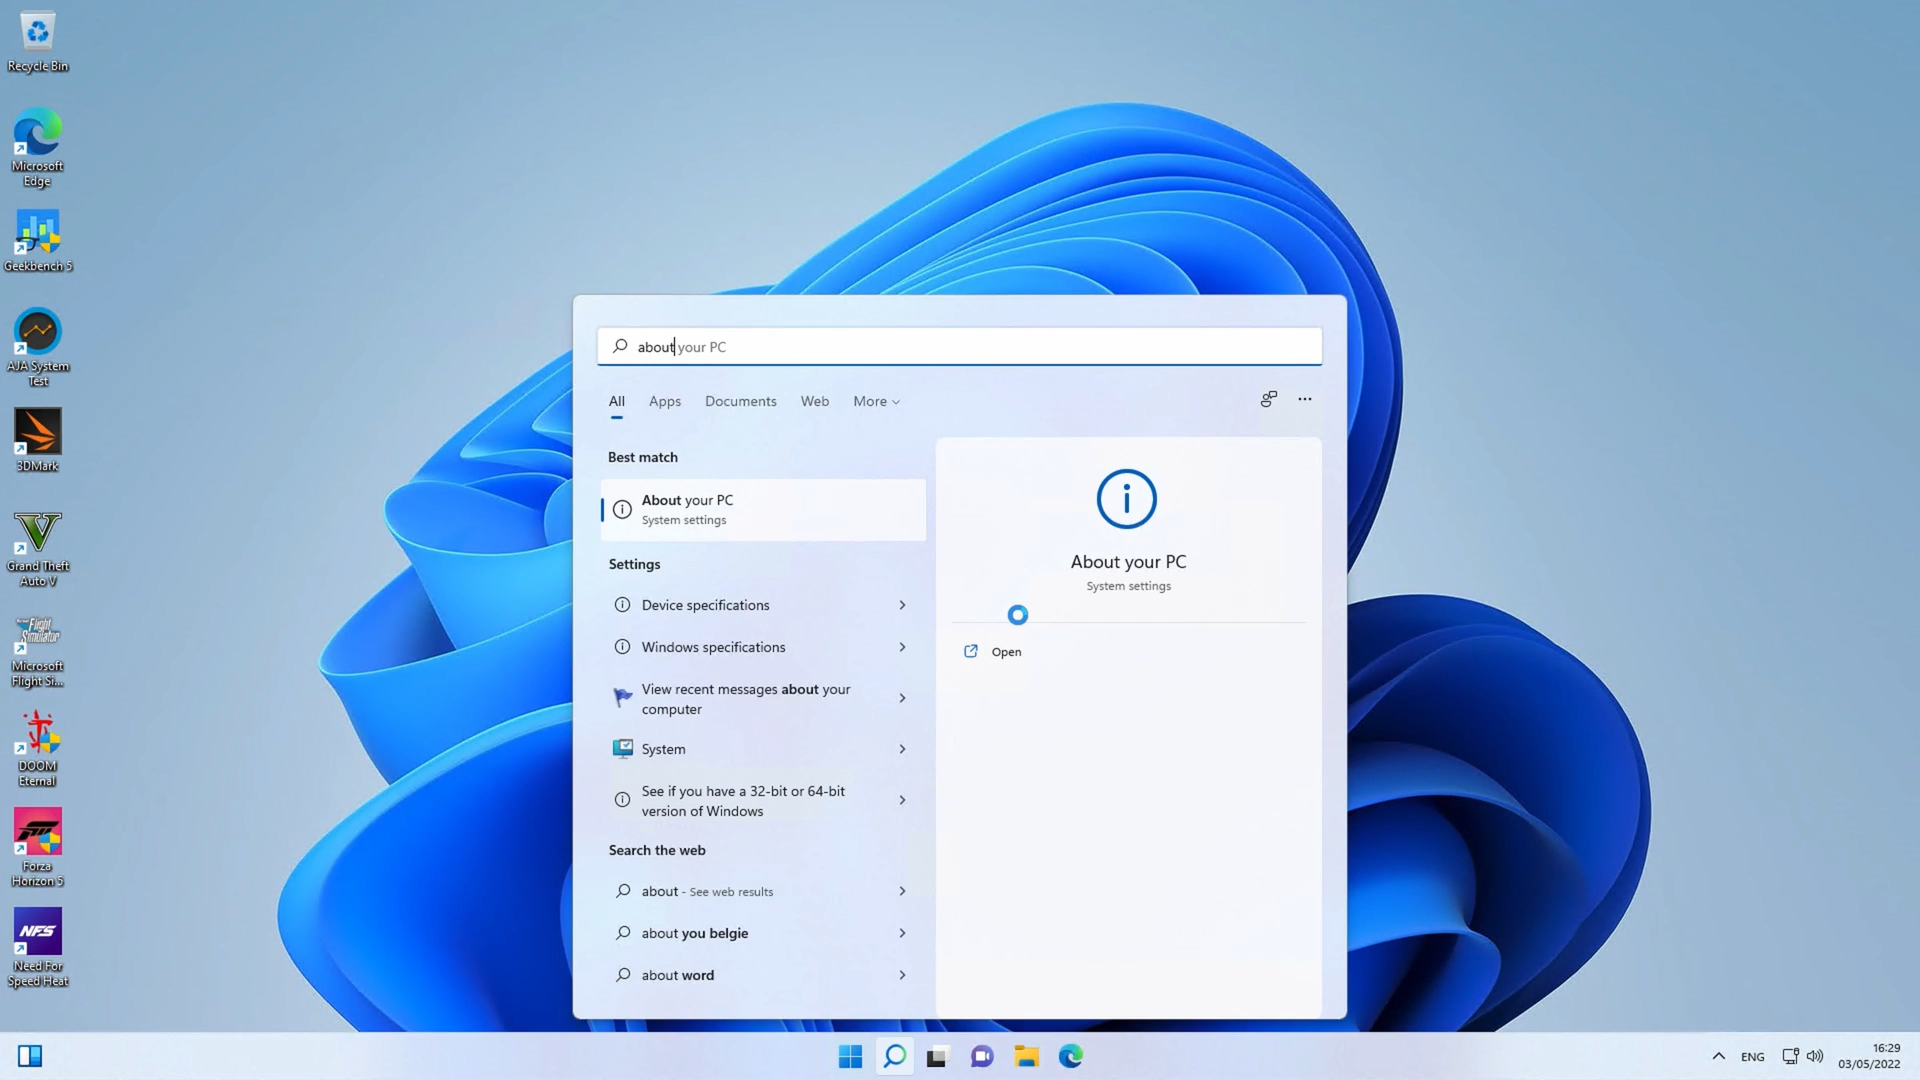 Recycle Bin
Microsoft
Edge
Geekbench 5
AJA System
Test
3DMark
Grand Theft
Auto V
Flight
Simulator
Microsoft
Flight Si...
DOOM
Eternal
Forza
Horizon 5
NFS
Need For
Speed Heat
about your PC
All
Apps
Documents
Web
More
Best match
About your PC
System settings
Settings
Device specifications
Windows specifications
View recent messages about your
computer
System
See if you have a 32-bit or 64-bit
version of Windows
Search the web
about - See web results
about you belgie
about word
About your PC
System settings
Open
ENG
16:29
03/05/2022